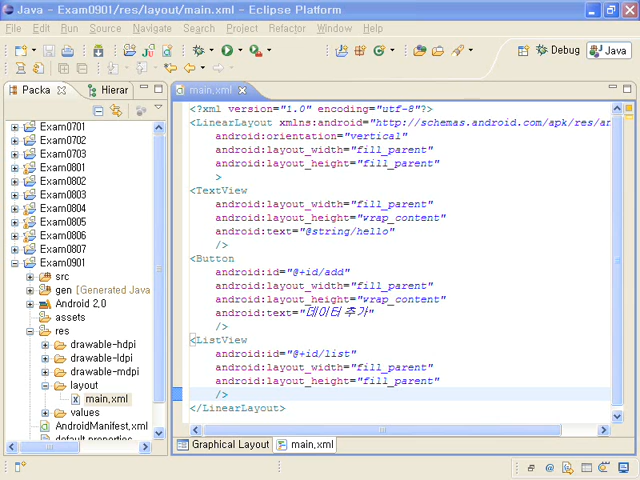 Java - Exam0901/res/layout/main.xml - Eclipse Platform
File Edit Run Source Navigate Search Project Refactor Window Help
Debug Java
Packa Hierar
main.xml
Exam0701
Exam0702
Exam0703
Exam0801
Exam0802
Exam0803
Exam0804
Exam0805
Exam0806
Exam0807
Exam0901
src
gen [Generated Java
Android 2.0
assets
res
drawable-hdpi
drawable-ldpi
drawable-mdpi
layout
main.xml
values
AndroidManifest.xml
default.properties
<?xml version="1.0" encoding="utf-8"?>
<LinearLayout xmlns:android="http://schemas.android.com/apk/res/an
android:orientation="vertical"
android:layout_width="fill_parent"
android:layout_height="fill_parent"
>
<TextView
android:layout_width="fill_parent"
android:layout_height="wrap_content"
android:text="@string/hello"
/>
<Button
android:id="@+id/add"
android:layout_width="fill_parent"
android:layout_height="wrap_content"
android:text="데이터 추가"
/>
<ListView
android:id="@+id/list"
android:layout_width="fill_parent"
android:layout_height="fill_parent"
/>
</LinearLayout>
Graphical Layout main.xml